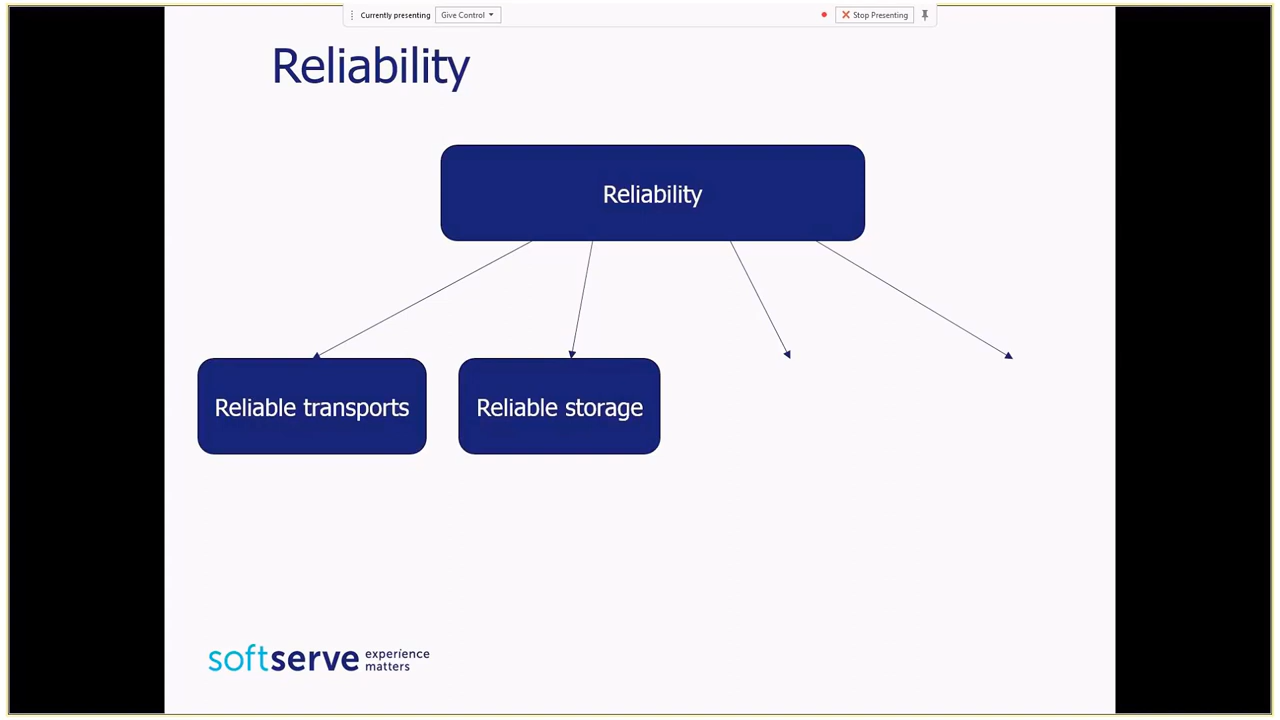 Currently presenting
Give Control
Stop Presenting
Reliability
Reliability
Reliable transports
Reliable storage
softserve experience
matters